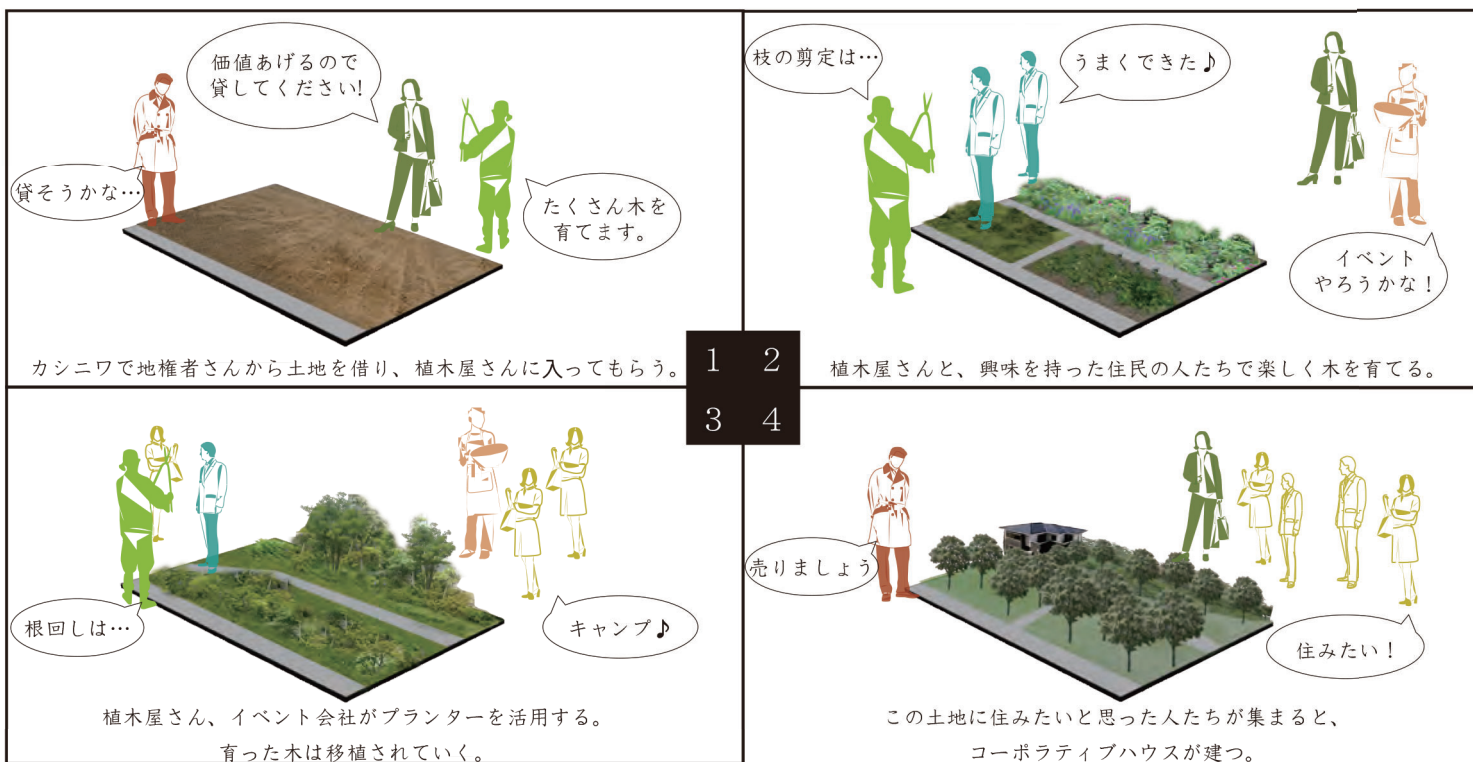 価値あげるので
貸してください!
貸そうかな…
たくさん木を
育てます。
カシニワで地権者さんから土地を借り、植木屋さんに入ってもらう。
枝の剪定は…
うまくできた♪
イベント
やろうかな！
植木屋さんと、興味を持った住民の人たちで楽しく木を育てる。
1 2
3 4
根回しは…
キャンプ♪
植木屋さん、イベント会社がプランターを活用する。
育った木は移植されていく。
売りましょう
住みたい！
この土地に住みたいと思った人たちが集まると、
コーポラティブハウスが建つ。